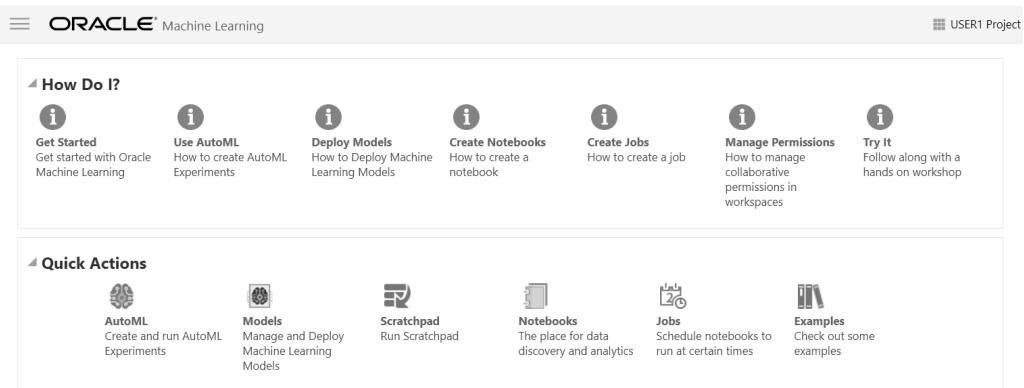 ORACLE® Machine Learning
USER1 Project
How Do I?
Get Started
Get started with Oracle
Machine Learning
Use AutoML
How to create AutoML
Experiments
Deploy Models
How to Deploy Machine
Learning Models
Create Notebooks
How to create a
notebook
Create Jobs
How to create a job
Manage Permissions
How to manage
collaborative
permissions in
workspaces
Try It
Follow along with a
hands on workshop
Quick Actions
AutoML
Create and run AutoML
Experiments
Models
Manage and Deploy
Machine Learning
Models
Scratchpad
Run Scratchpad
Notebooks
The place for data
discovery and analytics
Jobs
Schedule notebooks to
run at certain times
Examples
Check out some
examples